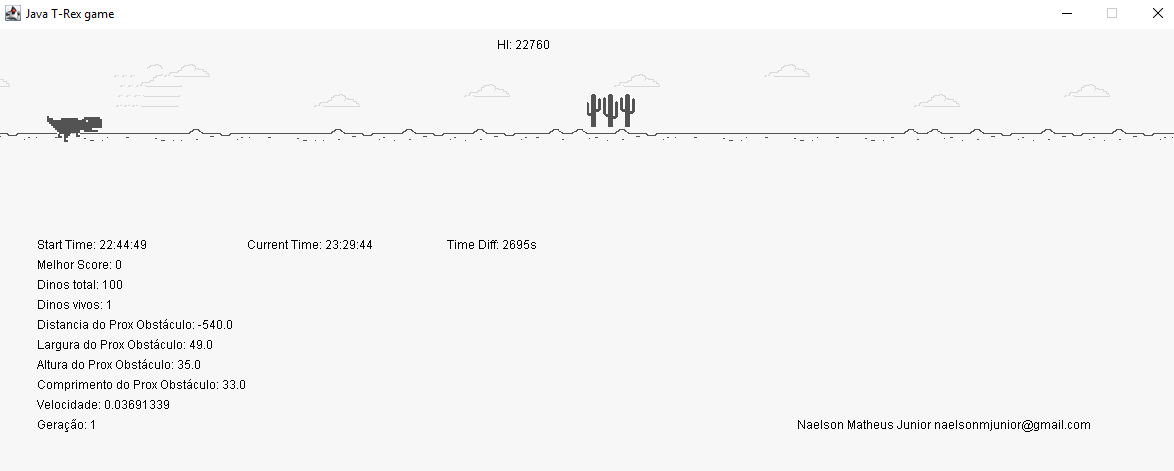 Java T-Rex game
HI: 22760
Start Time: 22:44:49 Current Time: 23:29:44 Time Diff: 2695s
Melhor Score: 0
Dinos total: 100
Dinos vivos: 1
Distancia do Prox Obstáculo: -540.0
Largura do Prox Obstáculo: 49.0
Altura do Prox Obstáculo: 35.0
Comprimento do Prox Obstáculo: 33.0
Velocidade: 0.03691339
Geração: 1 Naelson Matheus Junior naelsonmjunior@gmail.com